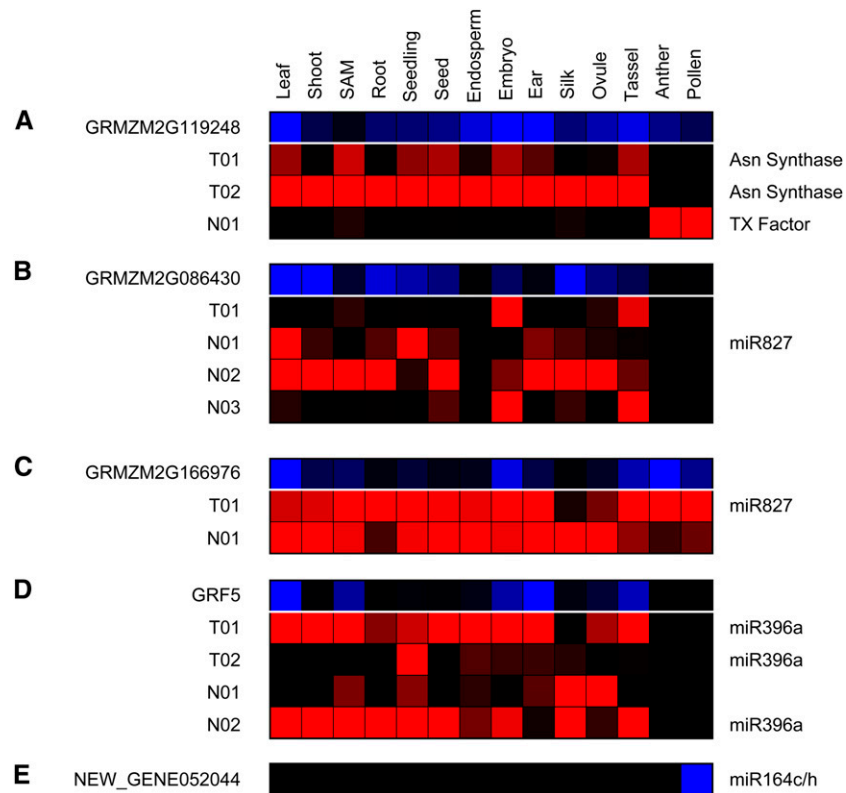 Leaf Shoot SAM Root Seedling Seed Endosperm Embryo Ear Silk Ovule Tassel Anther Pollen
A GRMZM2G119248
T01 Asn Synthase
T02 Asn Synthase
N01 TX Factor
B GRMZM2G086430
T01
N01 miR827
N02
N03
C GRMZM2G166976
T01 miR827
N01
D GRF5
T01 miR396a
T02 miR396a
N01
N02 miR396a
E NEW_GENE052044 miR164c/h